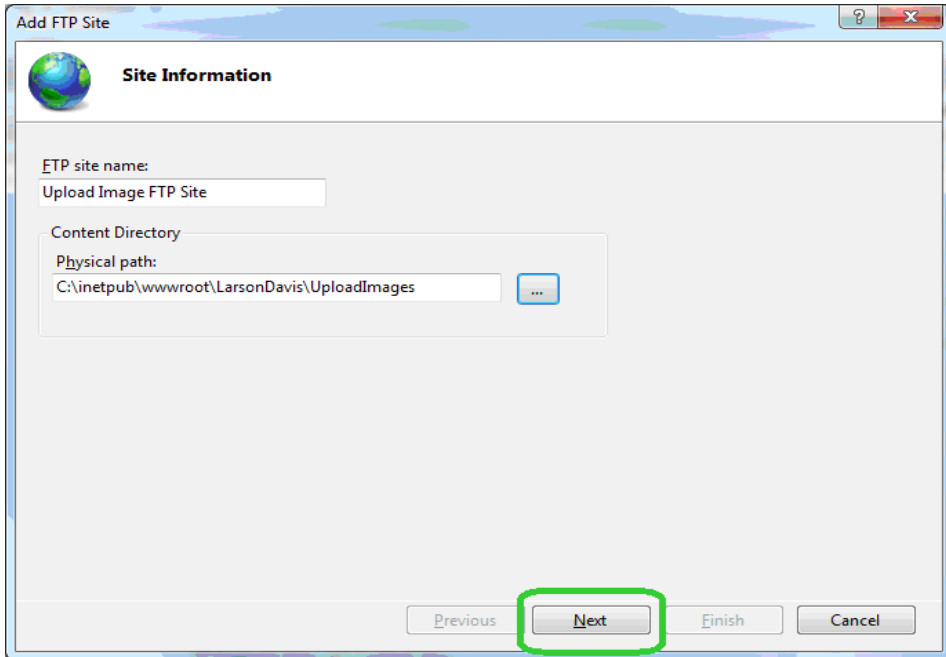 Add FTP Site
?
Site Information
FTP site name:
Upload Image FTP Site
Content Directory
Physical path:
C:\inetpub\wwwroot\LarsonDavis\UploadImages
...
Previous
Next
Finish
Cancel